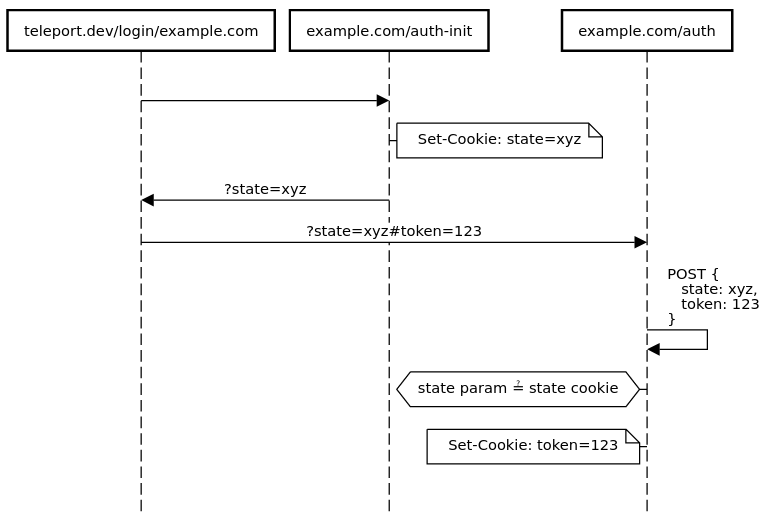 teleport.dev/login/example.com
example.com/auth-init
example.com/auth
Set-Cookie: state=xyz
?state=xyz
?state=xyz#token=123
POST {
state: xyz,
token: 123
}
state param ≟ state cookie
Set-Cookie: token=123